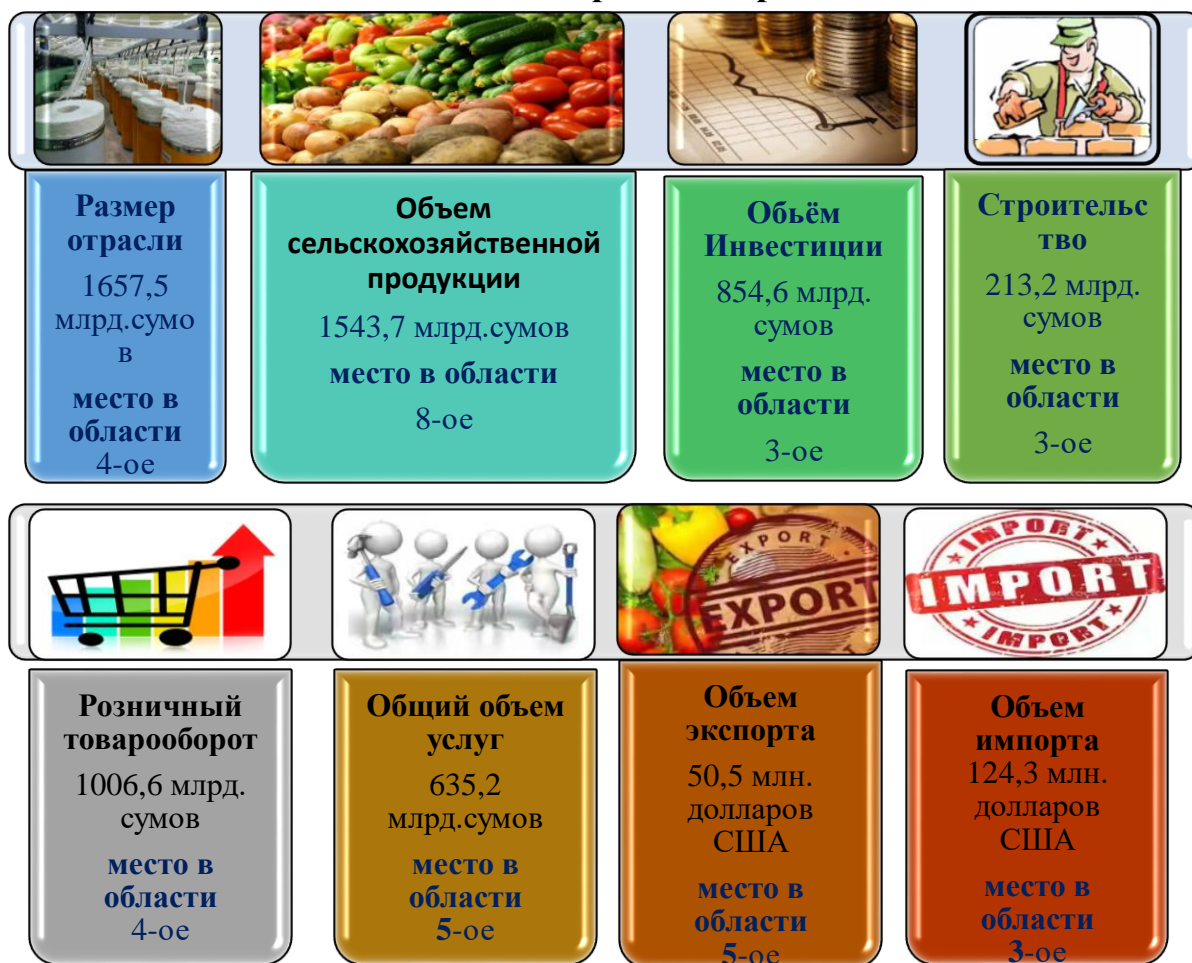 Размер
отрасли
1657,5
млрд.сумо
в
место в
области
4-ое
Объем
сельскохозяйственной
продукции
1543,7 млрд.сумов
место в области
8-ое
Обьём
Инвестиции
854,6 млрд.
сумов
место в
области
3-ое
Строительс
тво
213,2 млрд.
сумов
место в
области
3-ое
EXPORT
EXPORT
IMPORT
IMPORT
IMPORT
Розничный
товарооборот
1006,6 млрд.
сумов
место в
области
4-ое
Общий объем
услуг
635,2
млрд.сумов
место в
области
5-ое
Объем
экспорта
50,5 млн.
долларов
США
место в
области
5-ое
Объем
импорта
124,3 млн.
долларов
США
место в
области
3-ое